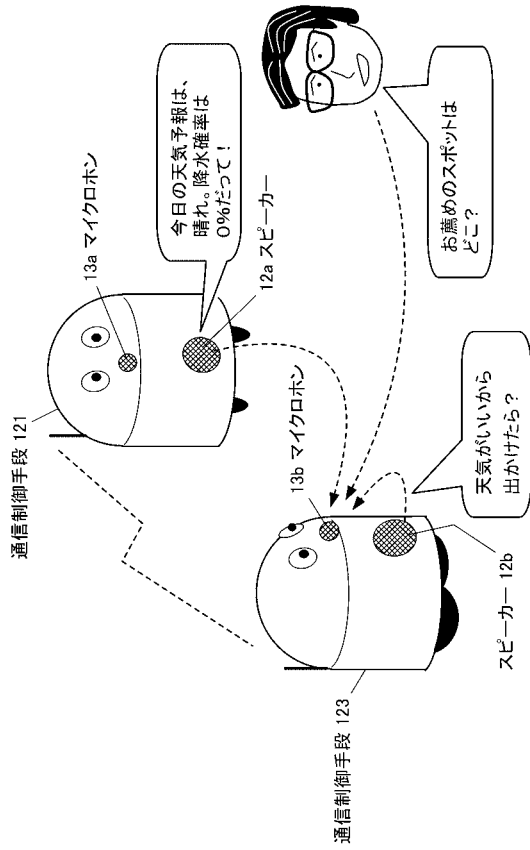 通信制御手段 121
13a マイクロホン
今日の天気予報は、
晴れ。降水確率は
0%だって！
12a スピーカー
お薦めのスポットは
どこ？
通信制御手段 123
13b マイクロホン
天気がいいから
出かけたら？
スピーカー 12b